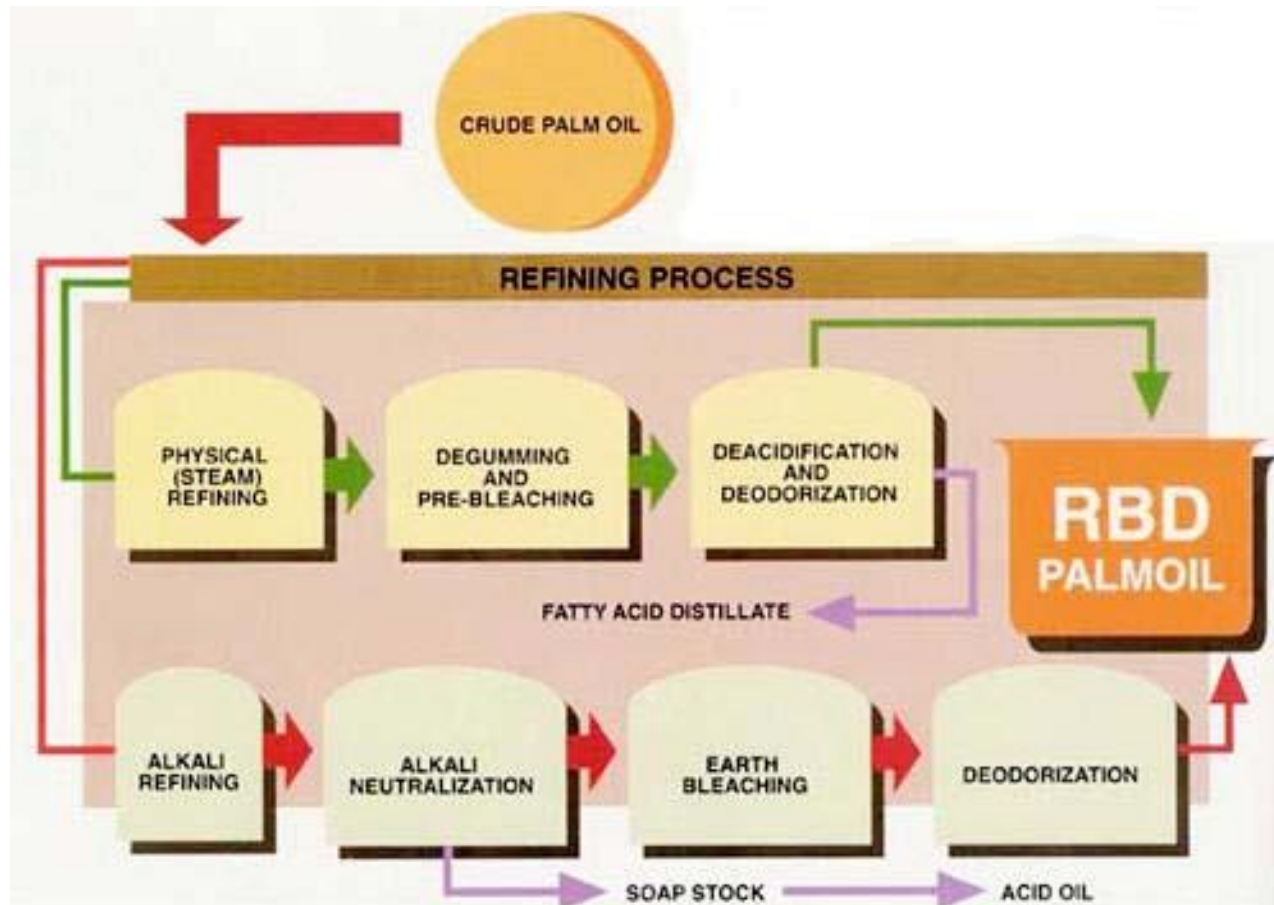 CRUDE PALM OIL
REFINING PROCESS
PHYSICAL
(STEAM)
REFINING
DEGUMMING
AND
PRE-BLEACHING
DEACIDIFICATION
AND
DEODORIZATION
RBD
PALMOIL
FATTY ACID DISTILLATE
ALKALI
REFINING
ALKALI
NEUTRALIZATION
EARTH
BLEACHING
DEODORIZATION
SOAP STOCK
ACID OIL